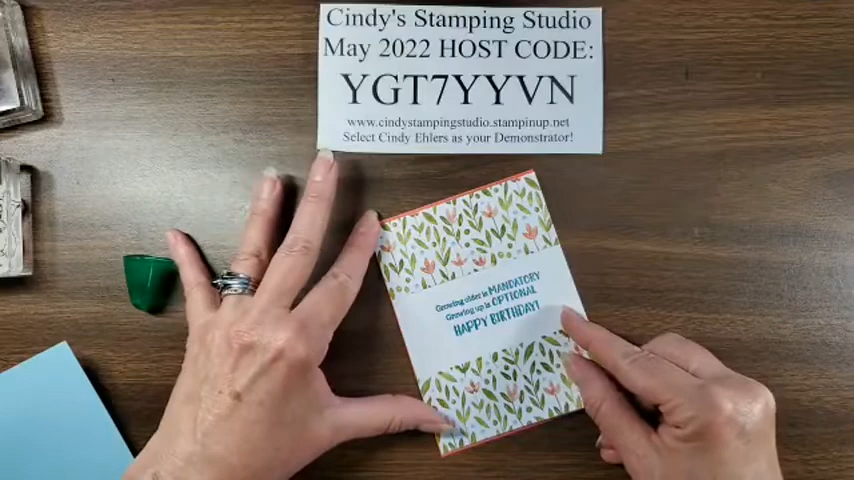 Cindy's Stamping Studio
May 2022 HOST CODE:
YGT7YYVN
www.cindystampingstudio.stampinup.net
Select Cindy Ehlers as your Demonstrator!
Growing older is MANDATORY
Growing up is OPTIONAL
HAPPY BIRTHDAY!